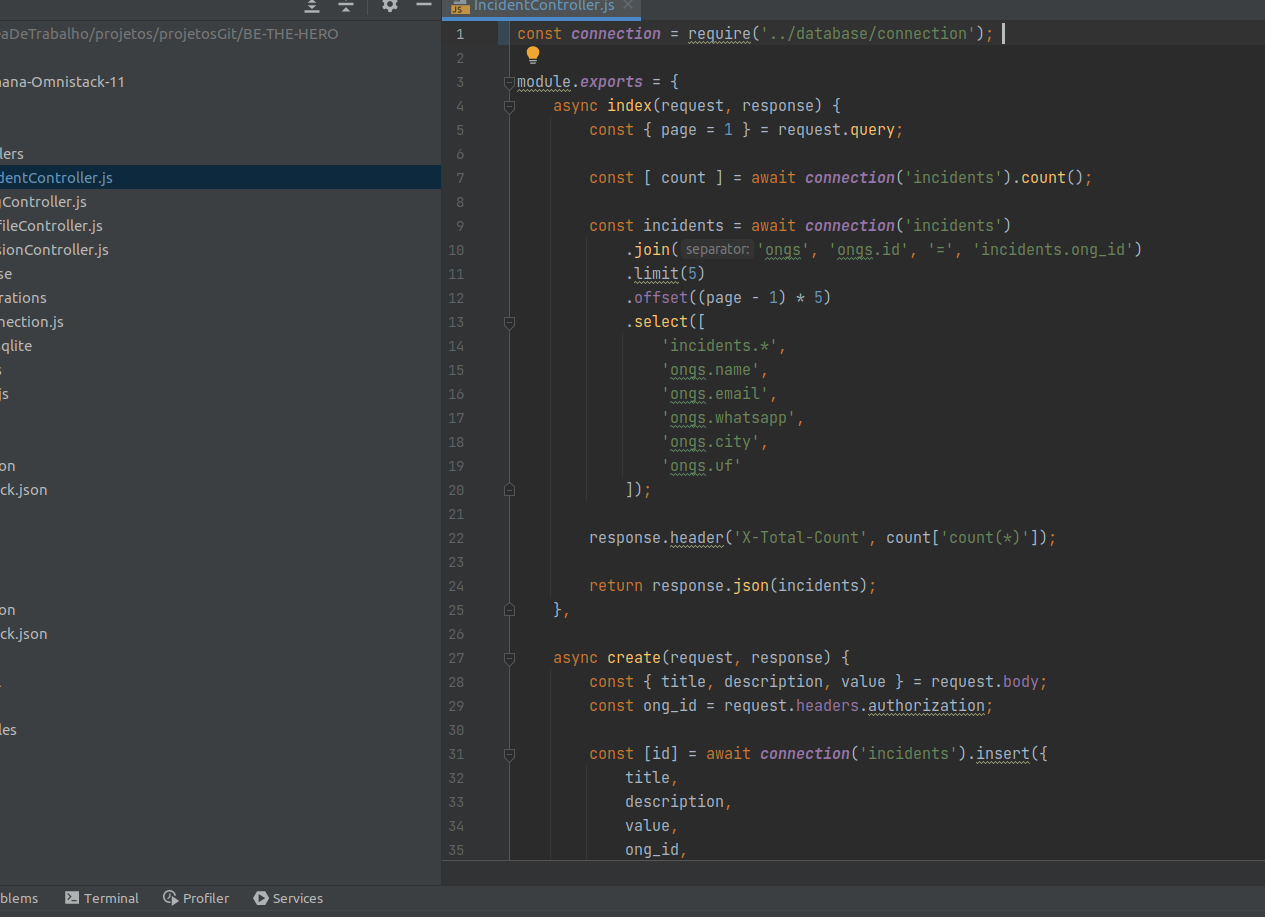 IncidentController.js
aDeTrabalho/projetos/projetosGit/BE-THE-HERO
ana-Omnistack-11
lers
dentController.js
gController.js
fileController.js
sionController.js
se
rations
nection.js
qlite
s
js
on
ck.json
on
ck.json
les
1 const connection = require('../database/connection');
2
3 module.exports = {
4 async index(request, response) {
5 const { page = 1 } = request.query;
6
7 const [ count ] = await connection('incidents').count();
8
9 const incidents = await connection('incidents')
10 .join( separator: 'ongs', 'ongs.id', '=', 'incidents.ong_id')
11 .limit(5)
12 .offset((page - 1) * 5)
13 .select([
14 'incidents.*',
15 'ongs.name',
16 'ongs.email',
17 'ongs.whatsapp',
18 'ongs.city',
19 'ongs.uf'
20 ]);
21
22 response.header('X-Total-Count', count['count(*)']);
23
24 return response.json(incidents);
25 },
26
27 async create(request, response) {
28 const { title, description, value } = request.body;
29 const ong_id = request.headers.authorization;
30
31 const [id] = await connection('incidents').insert({
32 title,
33 description,
34 value,
35 ong_id,
blems Terminal Profiler Services